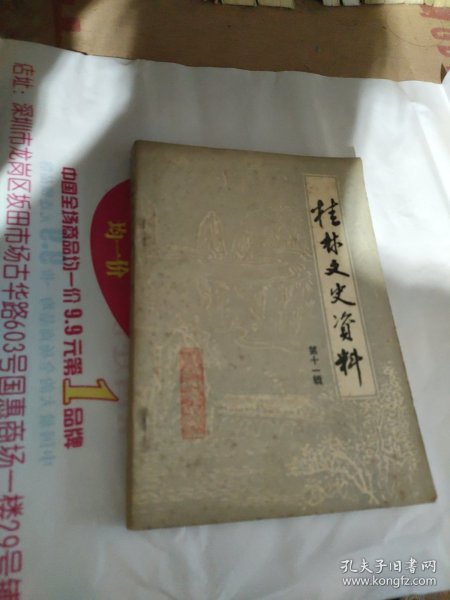 桂林文史资料
第十一辑
店址：深圳市龙岗区坂田市场古华路603号国惠商场一楼29号铺
中国全场商品均一价9.9元第1品牌
均一价
孔夫子旧书网
www.kongfz.com